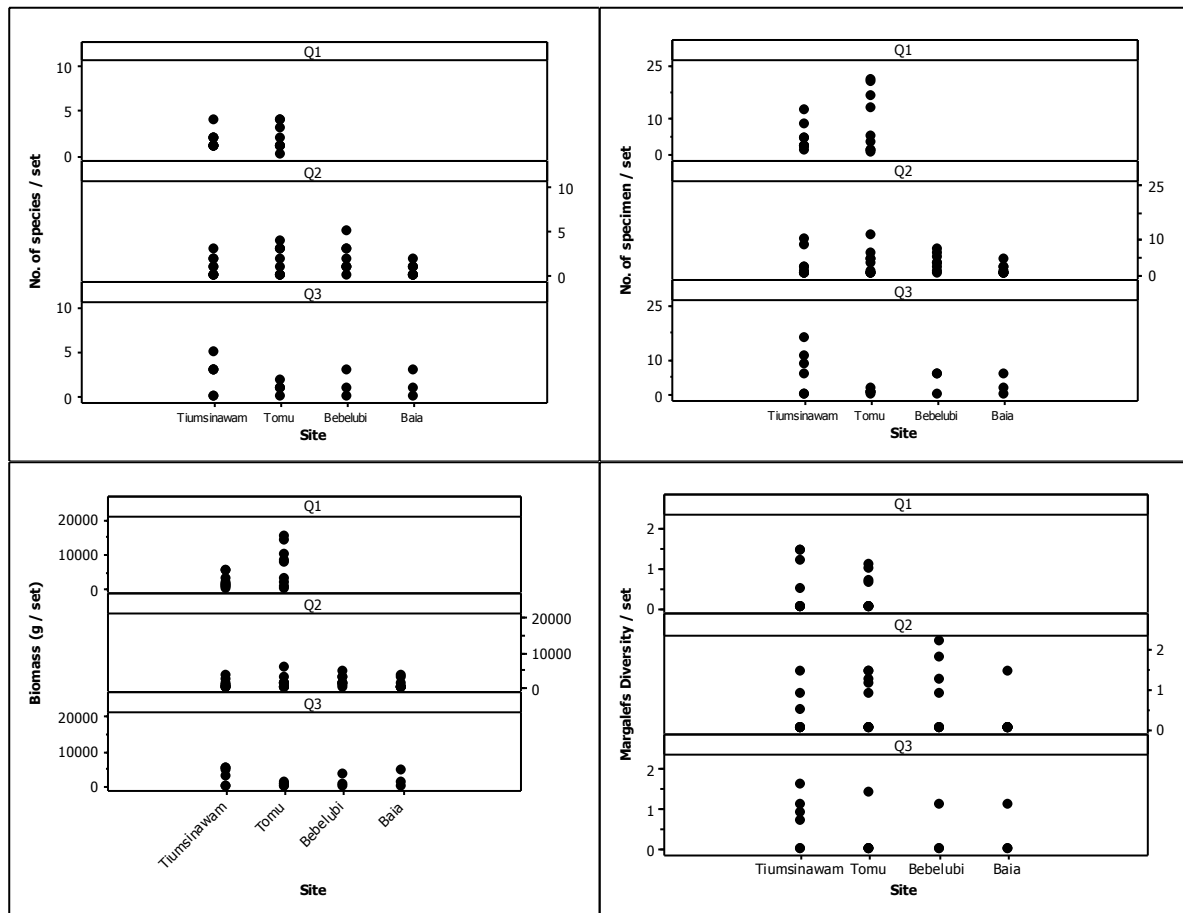 Q1
10
5
0
Q2
10
5
0
Q3
10
5
0
No. of species / set
Tiumsinawam Tomu Bebelubi Baia
Site
Q1
25
10
0
Q2
25
10
0
Q3
25
10
0
No. of specimen / set
Tiumsinawam Tomu Bebelubi Baia
Site
Q1
20000
10000
0
Q2
20000
10000
0
Q3
20000
10000
0
Biomass (g / set)
Tiumsinawam Tomu Bebelubi Baia
Site
Q1
2
1
0
Q2
2
1
0
Q3
2
1
0
Margalefs Diversity / set
Tiumsinawam Tomu Bebelubi Baia
Site